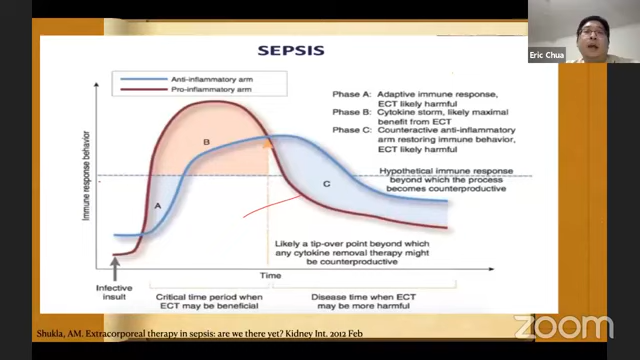 SEPSIS
Eric Chua
Anti-inflammatory arm
Pro-inflammatory arm
Phase A: Adaptive immune response,
ECT likely harmful
Phase B: Cytokine storm, likely maximal
benefit from ECT
Phase C: Counteractive anti-inflammatory
arm restoring immune behavior,
ECT likely harmful
Immune response behavior
A
B
C
Hypothetical immune response
beyond which the process
becomes counterproductive
Likely a tip-over point beyond which
any cytokine removal therapy might
be counterproductive
Time
Infective
insult
Critical time period when
ECT may be beneficial
Disease time when ECT
may be more harmful
Shukla, AM. Extracorporeal therapy in sepsis: are we there yet? Kidney Int. 2012 Feb
zoom